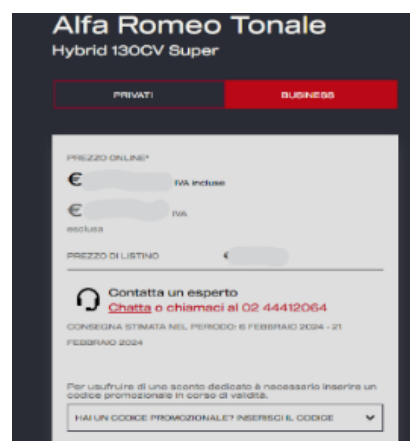 Alfa Romeo Tonale
Hybrid 130CV Super
PRIVATI
BUSINESS
PREZZO ONLINE*
€ IVA incluse
€ IVA
esclusa
PREZZO DI LISTINO €
Contatta un esperto
Chatta o chiamaci al 02 44412064
CONSEGNA STIMATA NEL PERIODO: 6 FEBBRAIO 2024 - 21
FEBBRAIO 2024
Per usufruire di uno sconto dedicato è necessario inserire un
codice promozionale in corso di validità.
HAI UN CODICE PROMOZIONALE? INSERISCI IL CODICE